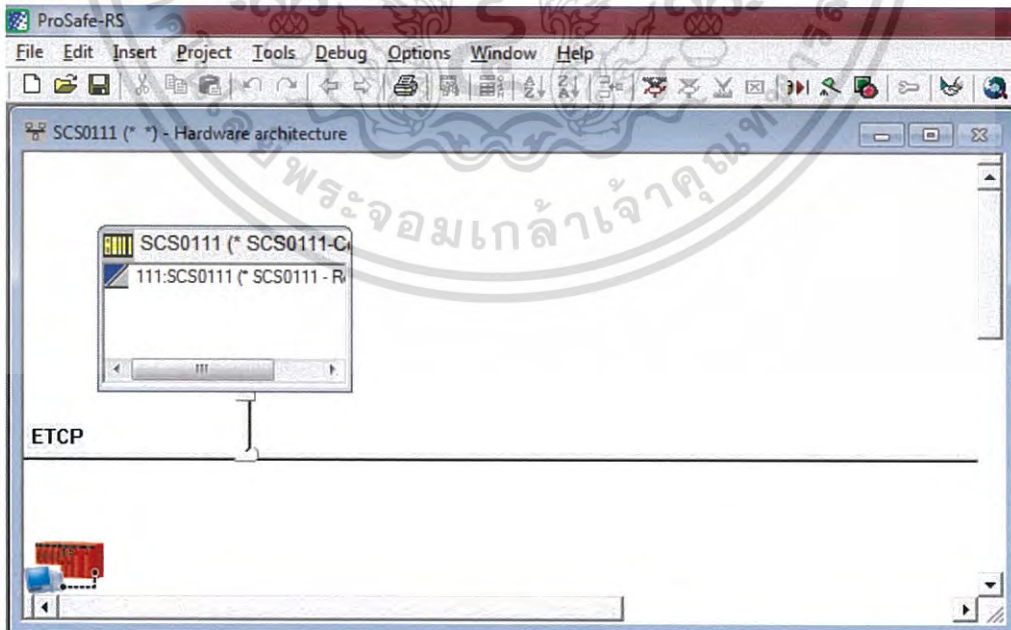 ProSafe-RS
File Edit Insert Project Tools Debug Options Window Help
SCS0111 (* *) - Hardware architecture
พระจอมเกล้าเจ้าคุณท
SCS0111 (* SCS0111-C
111:SCS0111 (* SCS0111 - R
ETCP